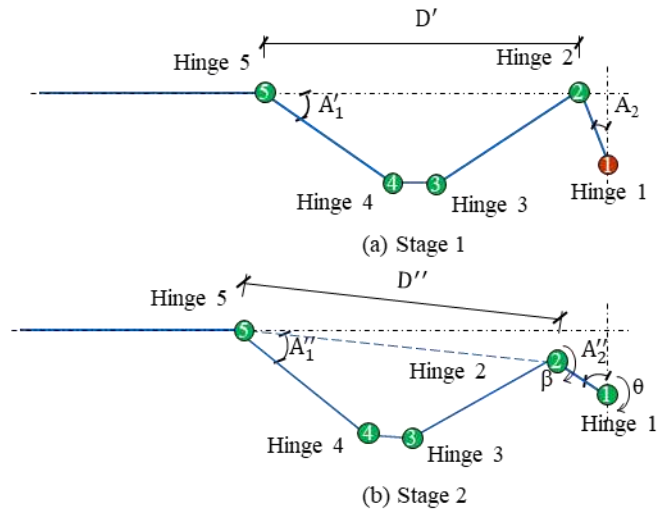 D′
Hinge 5
Hinge 2
5
A′₁
2
A₂
4
3
1
Hinge 4
Hinge 3
Hinge 1
(a) Stage 1
D′′
Hinge 5
5
A′′₁
Hinge 2
2
A′′₂
β
1
θ
Hinge 1
Hinge 4
4
3
Hinge 3
(b) Stage 2